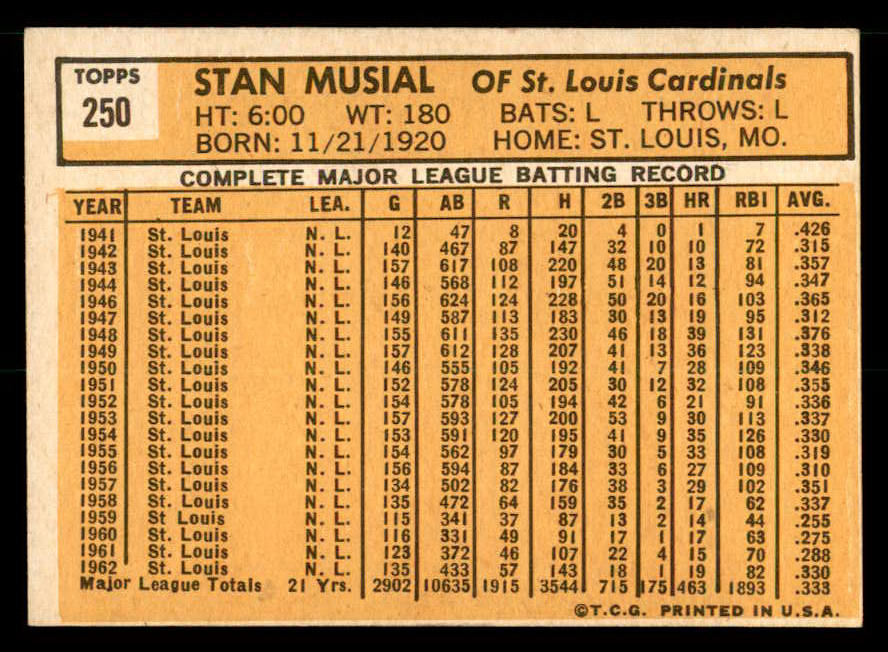 TOPPS
250
STAN MUSIAL OF St. Louis Cardinals
HT: 6:00 WT: 180 BATS: L THROWS: L
BORN: 11/21/1920 HOME: ST. LOUIS, MO.
COMPLETE MAJOR LEAGUE BATTING RECORD
YEAR TEAM LEA. G AB R H 2B 3B HR RBI AVG.
1941 St. Louis N. L. 12 47 8 20 4 0 1 7 .426
1942 St. Louis N. L. 140 467 87 147 32 10 10 72 .315
1943 St. Louis N. L. 157 617 108 220 48 20 13 81 .357
1944 St. Louis N. L. 146 568 112 197 51 14 12 94 .347
1946 St. Louis N. L. 156 624 124 228 50 20 16 103 .365
1947 St. Louis N. L. 149 587 113 183 30 13 19 95 .312
1948 St. Louis N. L. 155 611 135 230 46 18 39 131 .376
1949 St. Louis N. L. 157 612 128 207 41 13 36 123 .338
1950 St. Louis N. L. 146 555 105 192 41 7 28 109 .346
1951 St. Louis N. L. 152 578 124 205 30 12 32 108 .355
1952 St. Louis N. L. 154 578 105 194 42 6 21 91 .336
1953 St. Louis N. L. 157 593 127 200 53 9 30 113 .337
1954 St. Louis N. L. 153 591 120 195 41 9 35 126 .330
1955 St. Louis N. L. 154 562 97 179 30 5 33 108 .319
1956 St. Louis N. L. 156 594 87 184 33 6 27 109 .310
1957 St. Louis N. L. 134 502 82 176 38 3 29 102 .351
1958 St. Louis N. L. 135 472 64 159 35 2 17 62 .337
1959 St Louis N. L. 115 341 37 87 13 2 14 44 .255
1960 St. Louis N. L. 116 331 49 91 17 1 17 63 .275
1961 St. Louis N. L. 123 372 46 107 22 4 15 70 .288
1962 St. Louis N. L. 135 433 57 143 18 1 19 82 .330
Major League Totals 21 Yrs. 2902 10635 1915 3544 715 175 463 1893 .333
©T.C.G. PRINTED IN U.S.A.